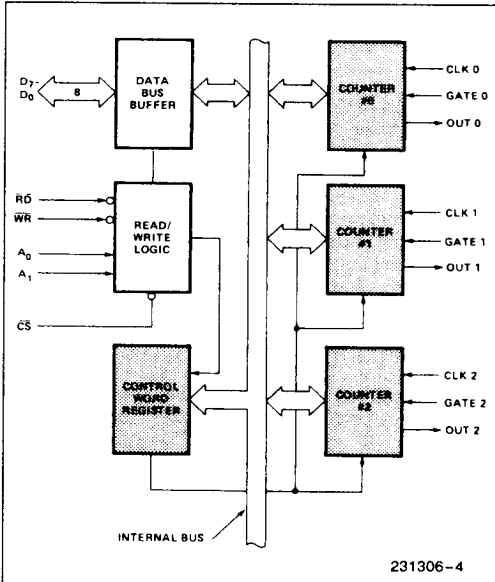 D7-
D0
8
DATA
BUS
BUFFER
COUNTER
#0
CLK 0
GATE 0
OUT 0
RD
WR
A0
A1
CS
READ/
WRITE
LOGIC
COUNTER
#1
CLK 1
GATE 1
OUT 1
CONTROL
WORD
REGISTER
COUNTER
#2
CLK 2
GATE 2
OUT 2
INTERNAL BUS
231306-4